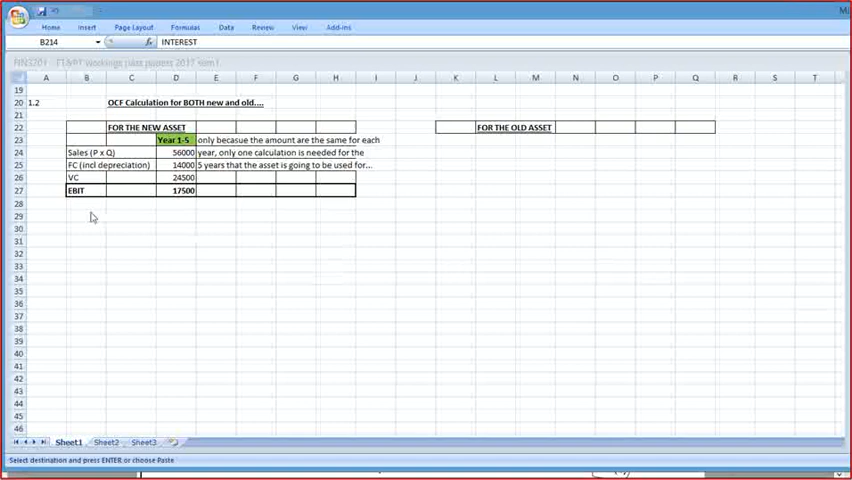 Home Insert Page Layout Formulas Data Review View Add-ins
B214 fx INTEREST
A B C D E F G H I J K L M N O P Q R S T
19
20 1.2 OCF Calculation for BOTH new and old....
21
22 FOR THE NEW ASSET FOR THE OLD ASSET
23 Year 1-5 only becasue the amount are the same for each
24 Sales (P x Q) 56000 year, only one calculation is needed for the
25 FC (incl depreciation) 14000 5 years that the asset is going to be used for...
26 VC 24500
27 EBIT 17500
28
29
30
31
32
33
34
35
36
37
38
39
40
41
42
43
44
45
46
Sheet1 Sheet2 Sheet3
Select destination and press ENTER or choose Paste